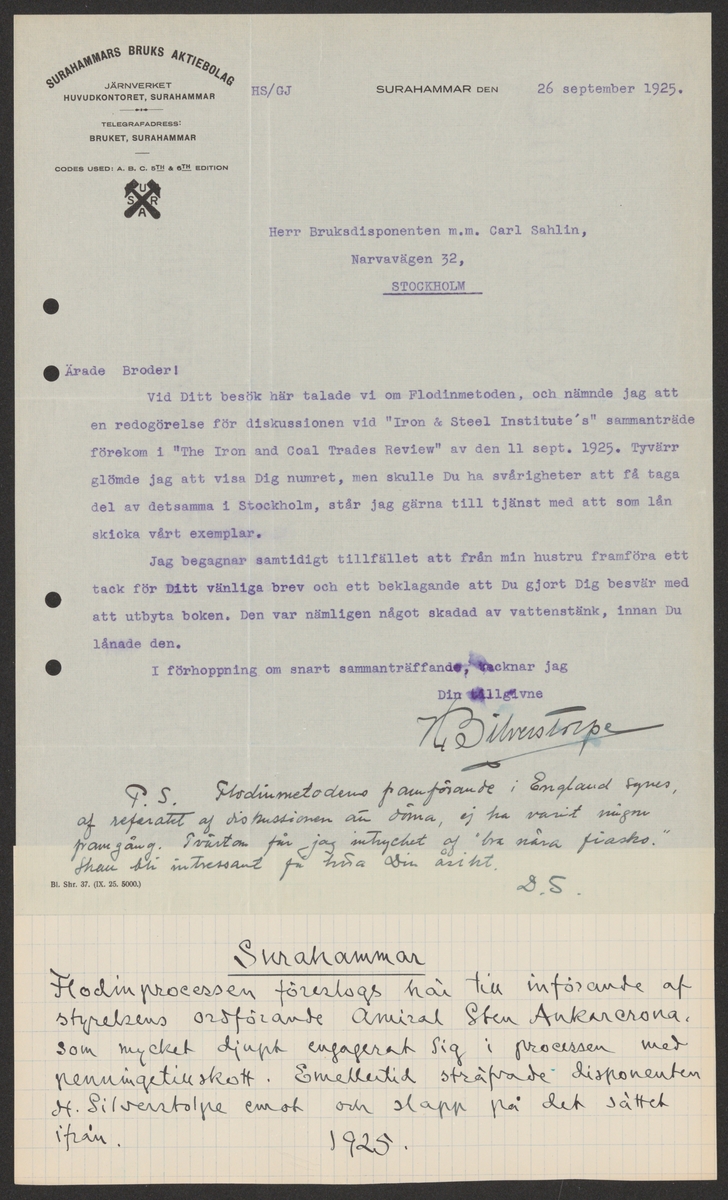 SURAHAMMARS BRUKS AKTIEBOLAG
JÄRNVERKET
HUVUDKONTORET, SURAHAMMAR
TELEGRAFADRESS:
BRUKET, SURAHAMMAR
CODES USED: A. B. C. 5TH & 6TH EDITION
SURA
HS/GJ
SURAHAMMAR DEN 26 september 1925.
Herr Bruksdisponenten m.m. Carl Sahlin,
Narvavägen 32,
STOCKHOLM
Ärade Broder!
Vid Ditt besök här talade vi om Flodinmetoden, och nämnde jag att
en redogörelse för diskussionen vid "Iron & Steel Institute's" sammanträde
förekom i "The Iron and Coal Trades Review" av den 11 sept. 1925. Tyvärr
glömde jag att visa Dig numret, men skulle Du ha svårigheter att få taga
del av detsamma i Stockholm, står jag gärna till tjänst med att som lån
skicka vårt exemplar.
Jag begagnar samtidigt tillfället att från min hustru framföra ett
tack för Ditt vänliga brev och ett beklagande att Du gjort Dig besvär med
att utbyta boken. Den var nämligen något skadad av vattenstänk, innan Du
lånade den.
I förhoppning om snart sammanträffande, tacknar jag
Din tillgivne
H Silverstolpe
P. S. Flodinmetodens framförande i England synes,
af referatet af diskussionen att döma, ej ha varit någon
framgång. Tvärtom får jag intrycket af "bra nära fiasko."
Skall bli intressant få höra Din åsikt.
D. S.
Bl. Shr. 37. (IX. 25. 5000.)
Surahammar
Flodinprocessen föreslogs här till införande af
styrelsens ordförande Amiral Sten Ankarcrona,
som mycket djupt engagerat sig i processen med
penningetillskott. Emellertid sträfvade disponenten
H. Silverstolpe emot och slapp på det sättet
ifrån. 1925.